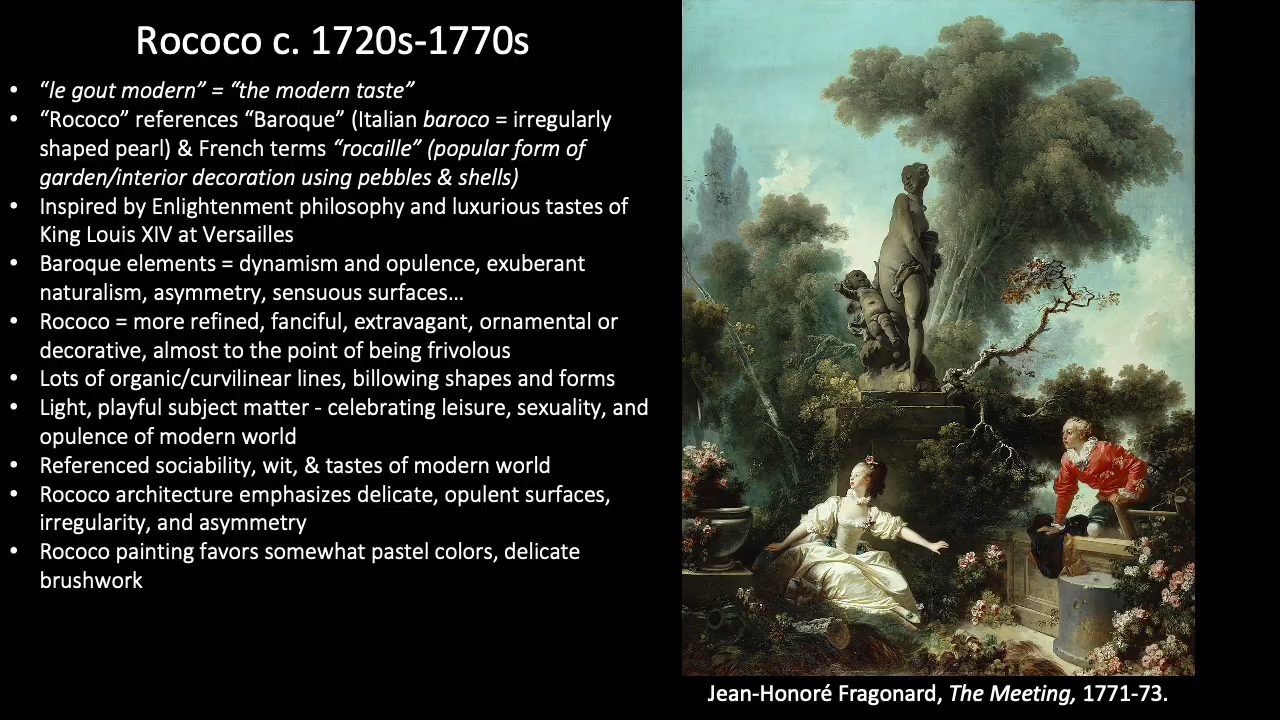 Rococo c. 1720s-1770s
• “le gout modern” = “the modern taste”
• “Rococo” references “Baroque” (Italian baroco = irregularly
shaped pearl) & French terms “rocaille” (popular form of
garden/interior decoration using pebbles & shells)
• Inspired by Enlightenment philosophy and luxurious tastes of
King Louis XIV at Versailles
• Baroque elements = dynamism and opulence, exuberant
naturalism, asymmetry, sensuous surfaces…
• Rococo = more refined, fanciful, extravagant, ornamental or
decorative, almost to the point of being frivolous
• Lots of organic/curvilinear lines, billowing shapes and forms
• Light, playful subject matter - celebrating leisure, sexuality, and
opulence of modern world
• Referenced sociability, wit, & tastes of modern world
• Rococo architecture emphasizes delicate, opulent surfaces,
irregularity, and asymmetry
• Rococo painting favors somewhat pastel colors, delicate
brushwork
Jean-Honoré Fragonard, The Meeting, 1771-73.